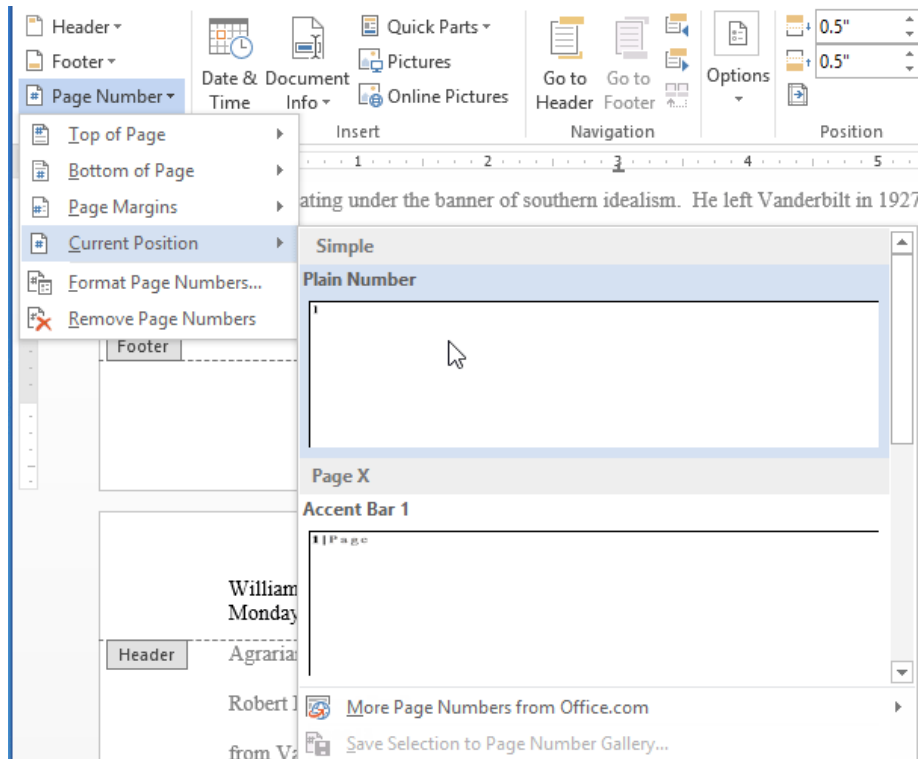 Header
Footer
Page Number
Date & Time
Document Info
Quick Parts
Pictures
Online Pictures
Go to Header
Go to Footer
Options
0.5"
0.5"
Insert
Navigation
Position
Top of Page
Bottom of Page
Page Margins
Current Position
Format Page Numbers...
Remove Page Numbers
1 2 3 4 5
ating under the banner of southern idealism. He left Vanderbilt in 1927
Simple
Plain Number
1
Page X
Accent Bar 1
1|Page
More Page Numbers from Office.com
Save Selection to Page Number Gallery...
Footer
William
Monday
Header
Agraria
Robert
from Va